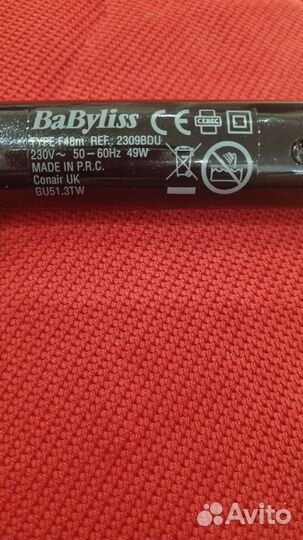 BaByliss CE CEBEC
TYPE F48m REF. 2309BDU
230V~ 50-60Hz 49W
MADE IN P.R.C.
Conair UK
GU51.3TW
Avito